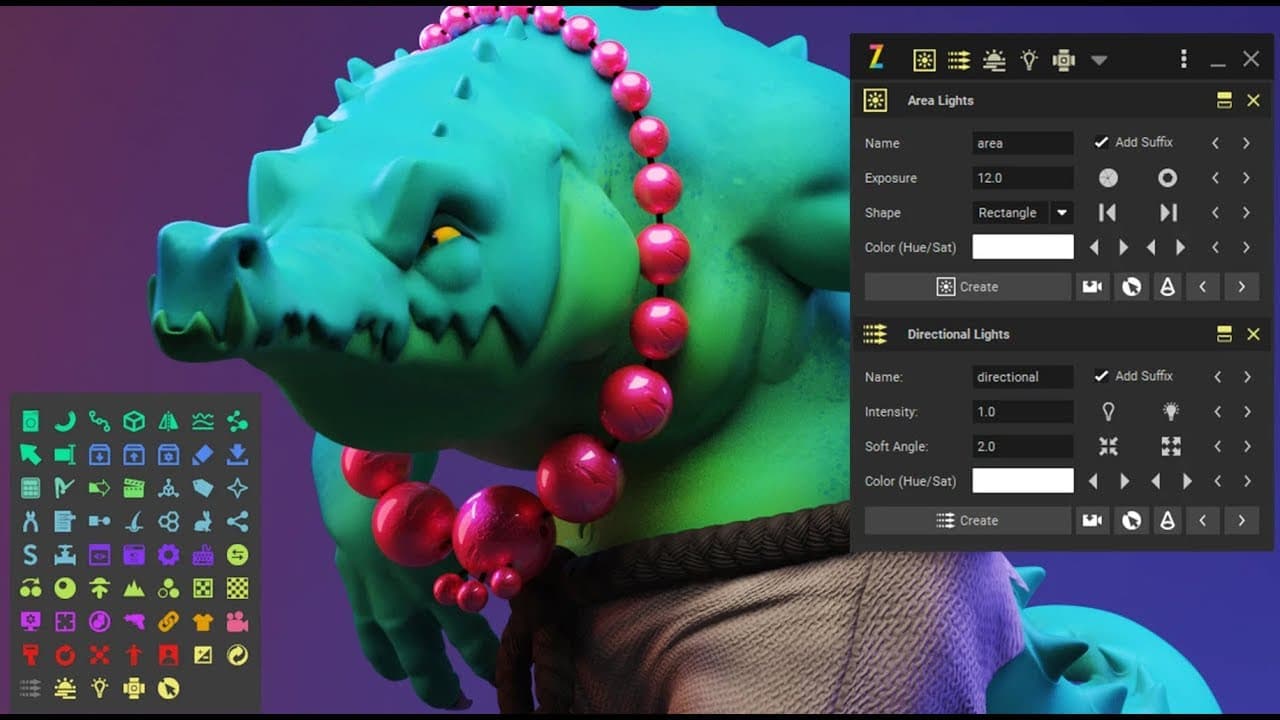 Z
Area Lights
Name area Add Suffix
Exposure 12.0
Shape Rectangle
Color (Hue/Sat)
Create
Directional Lights
Name: directional Add Suffix
Intensity: 1.0
Soft Angle: 2.0
Color (Hue/Sat)
Create
S